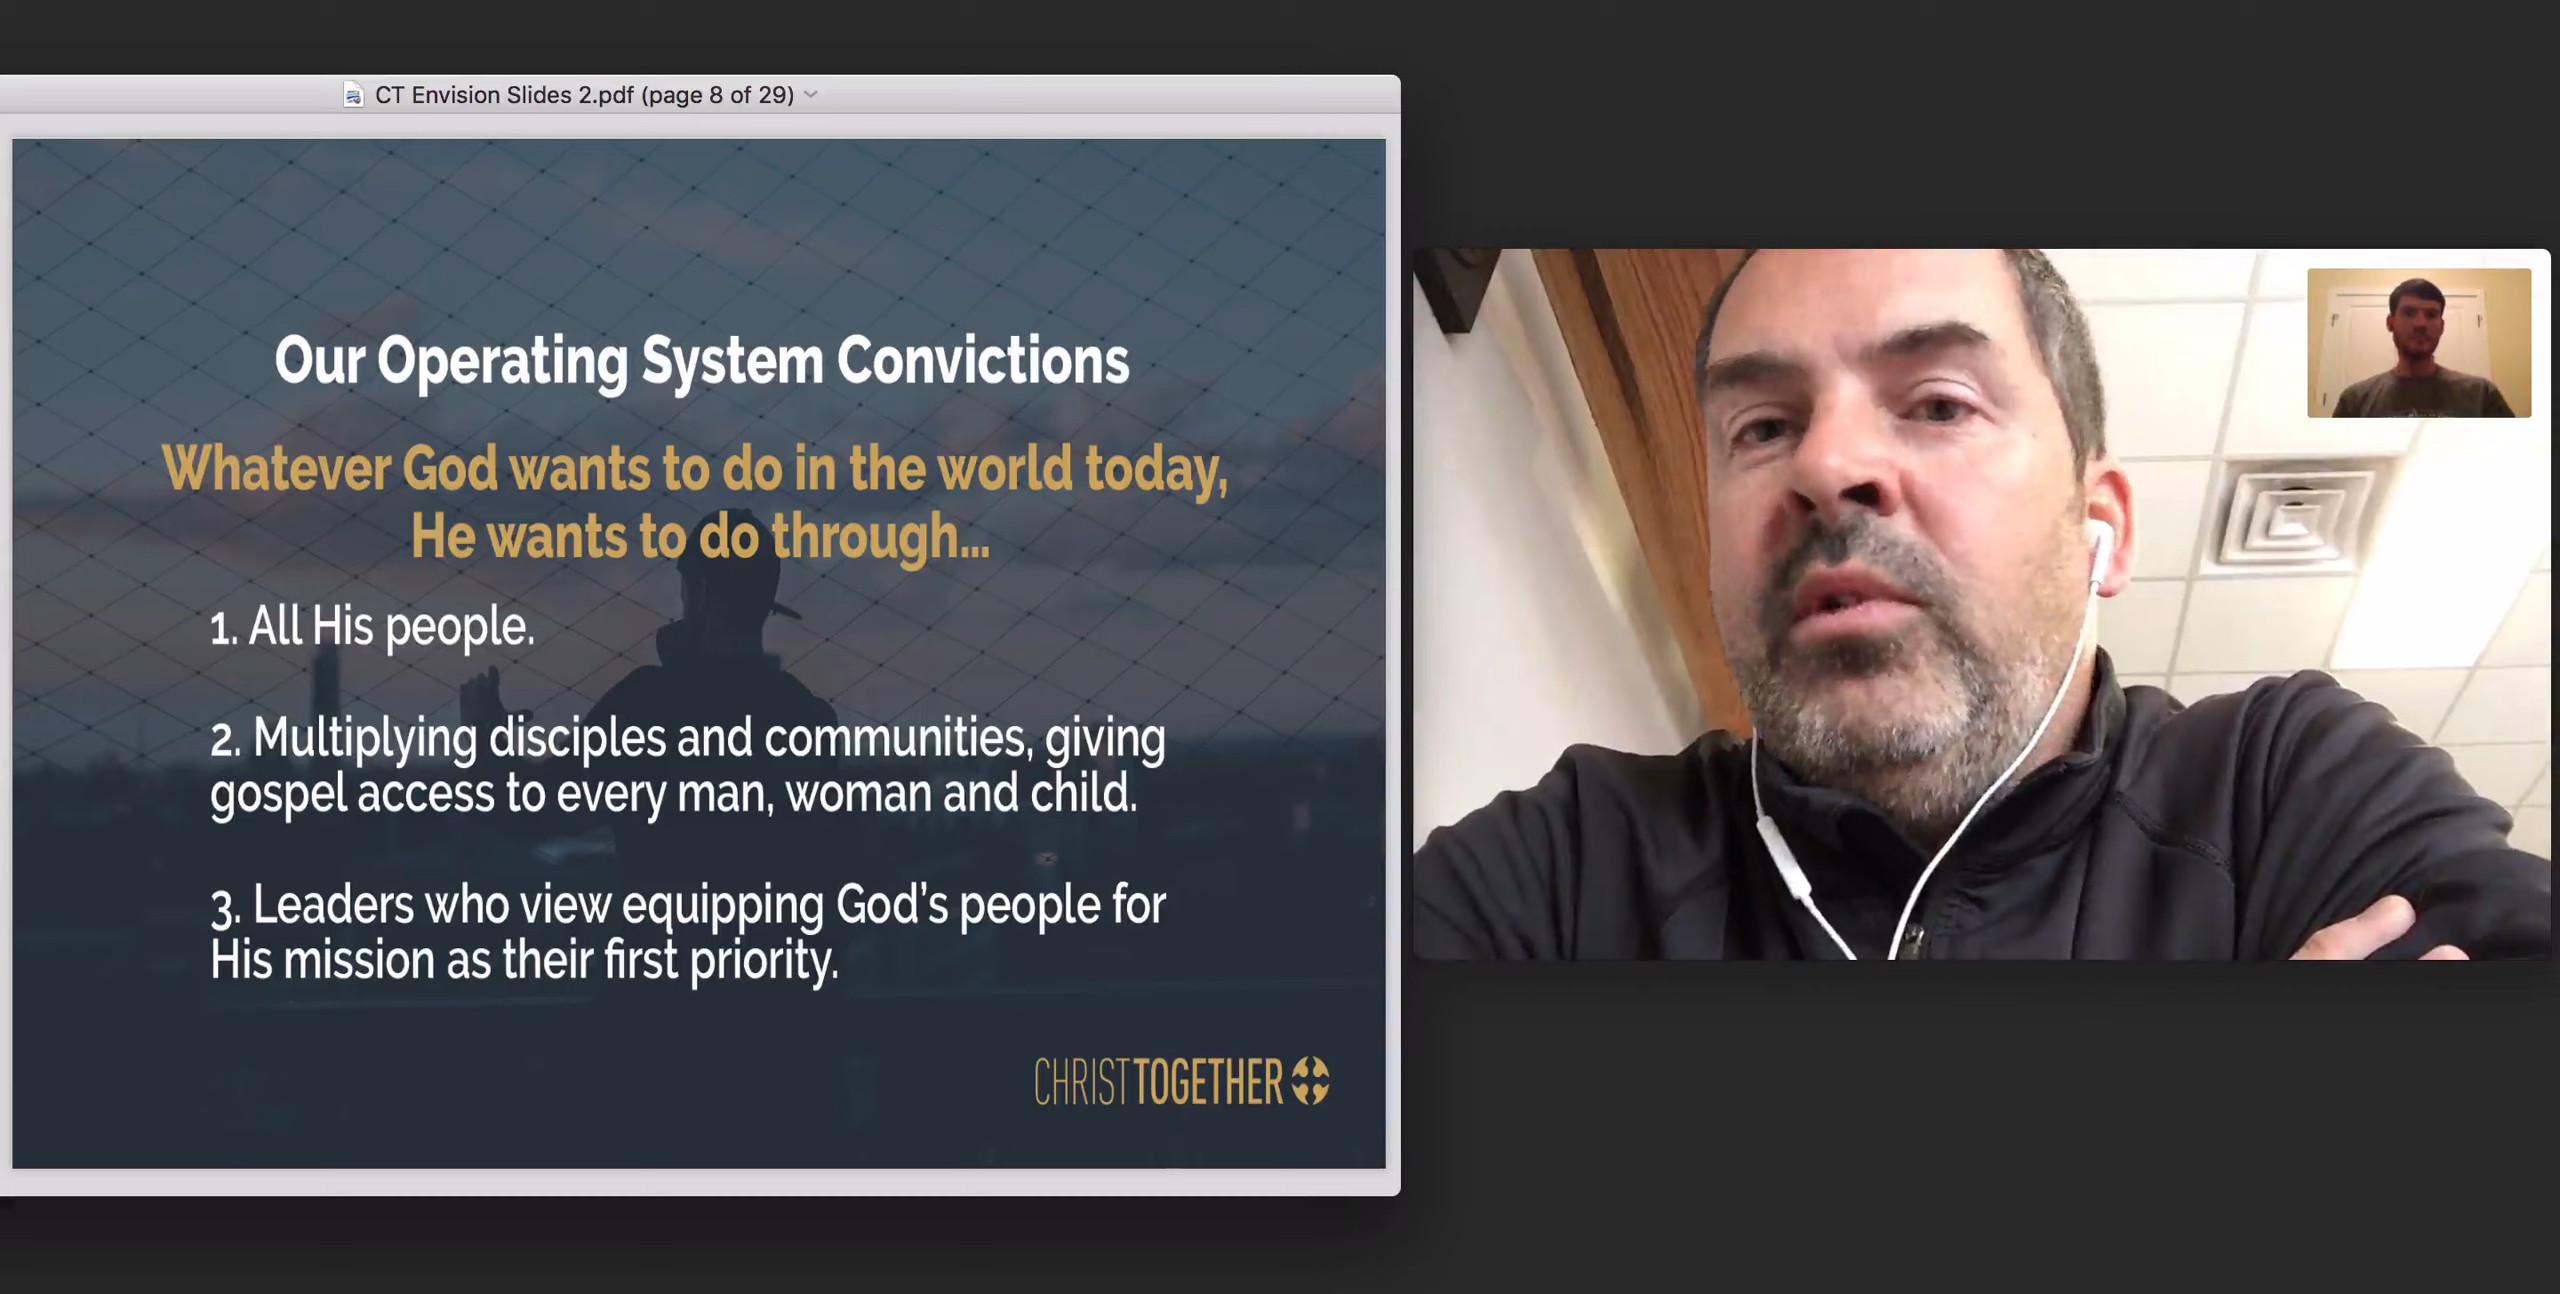 CT Envision Slides 2.pdf (page 8 of 29)
Our Operating System Convictions
Whatever God wants to do in the world today,
He wants to do through...
1. All His people.
2. Multiplying disciples and communities, giving
gospel access to every man, woman and child.
3. Leaders who view equipping God's people for
His mission as their first priority.
CHRISTTOGETHER